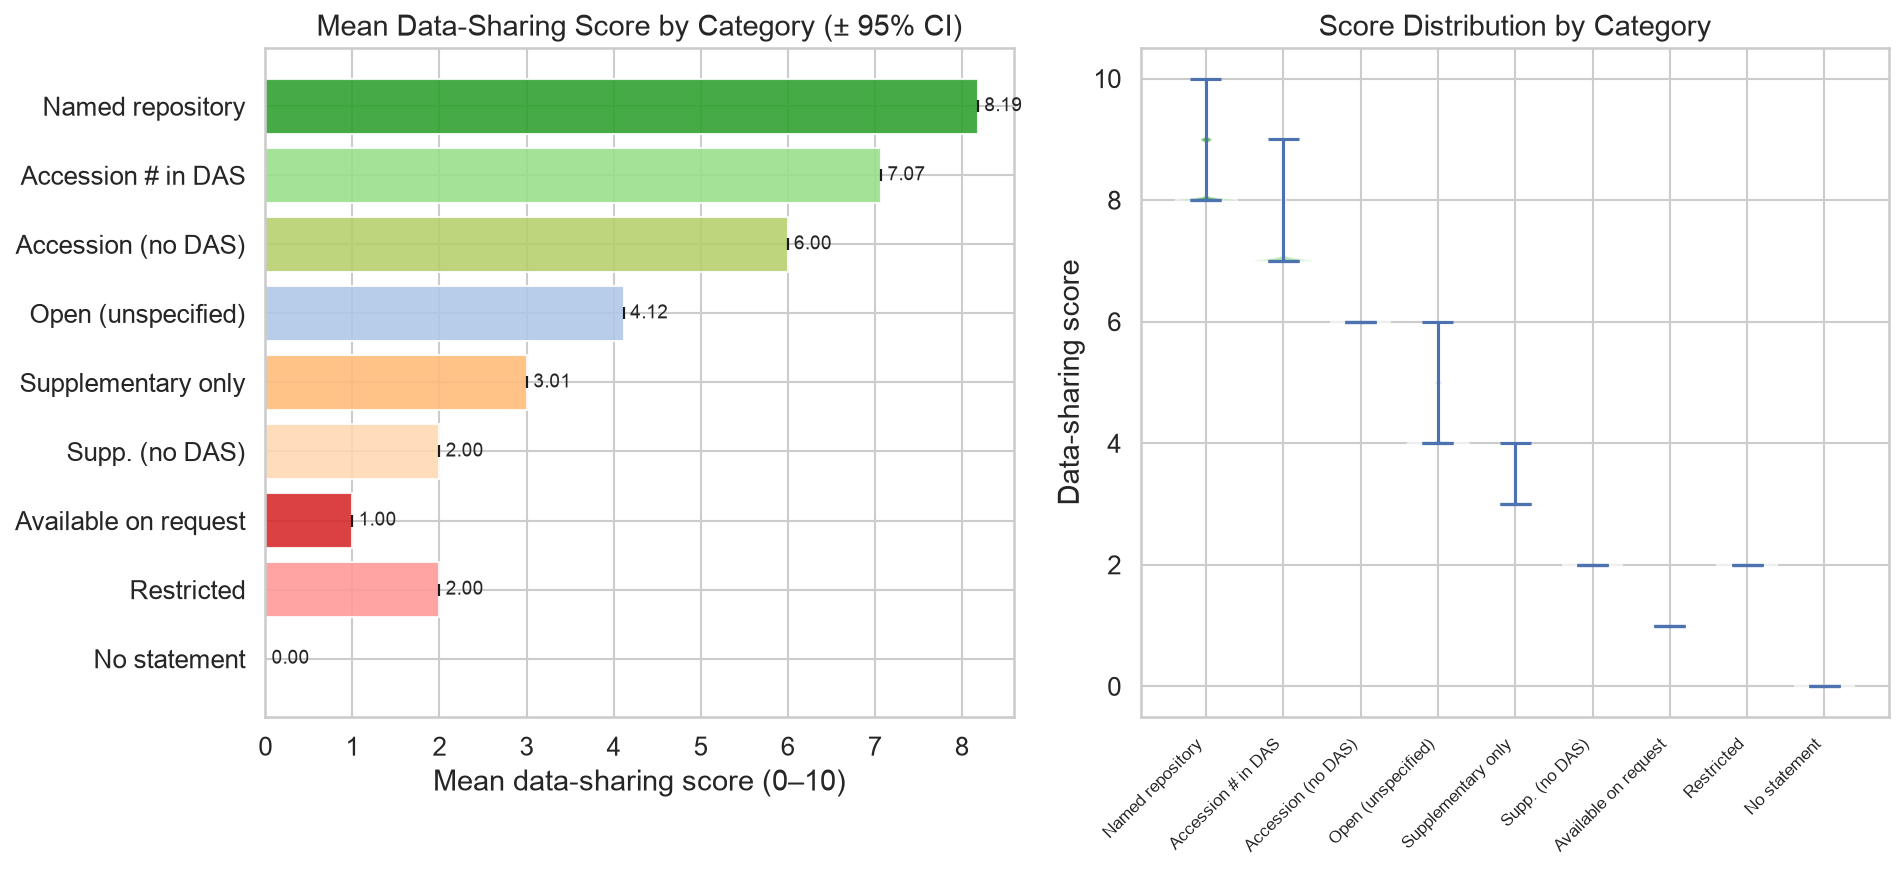 Mean Data-Sharing Score by Category (± 95% CI)
Named repository
Accession # in DAS
Accession (no DAS)
Open (unspecified)
Supplementary only
Supp. (no DAS)
Available on request
Restricted
No statement
8.19
7.07
6.00
4.12
3.01
2.00
1.00
2.00
0.00
0 1 2 3 4 5 6 7 8
Mean data-sharing score (0–10)
Score Distribution by Category
Data-sharing score
10
8
6
4
2
0
Named repository
Accession # in DAS
Accession (no DAS)
Open (unspecified)
Supplementary only
Supp. (no DAS)
Available on request
Restricted
No statement